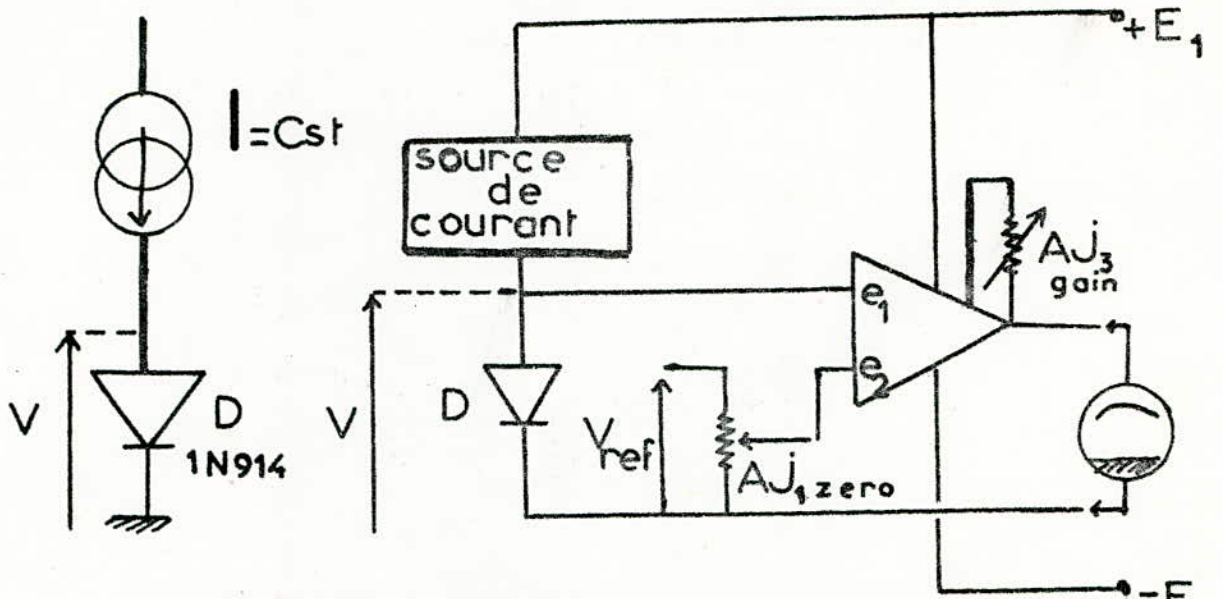 I = Cst
V
D
1N914
source
de
courant
V
D
Vref
Aj1 zero
e1
e2
Aj3
gain
+E1
-E